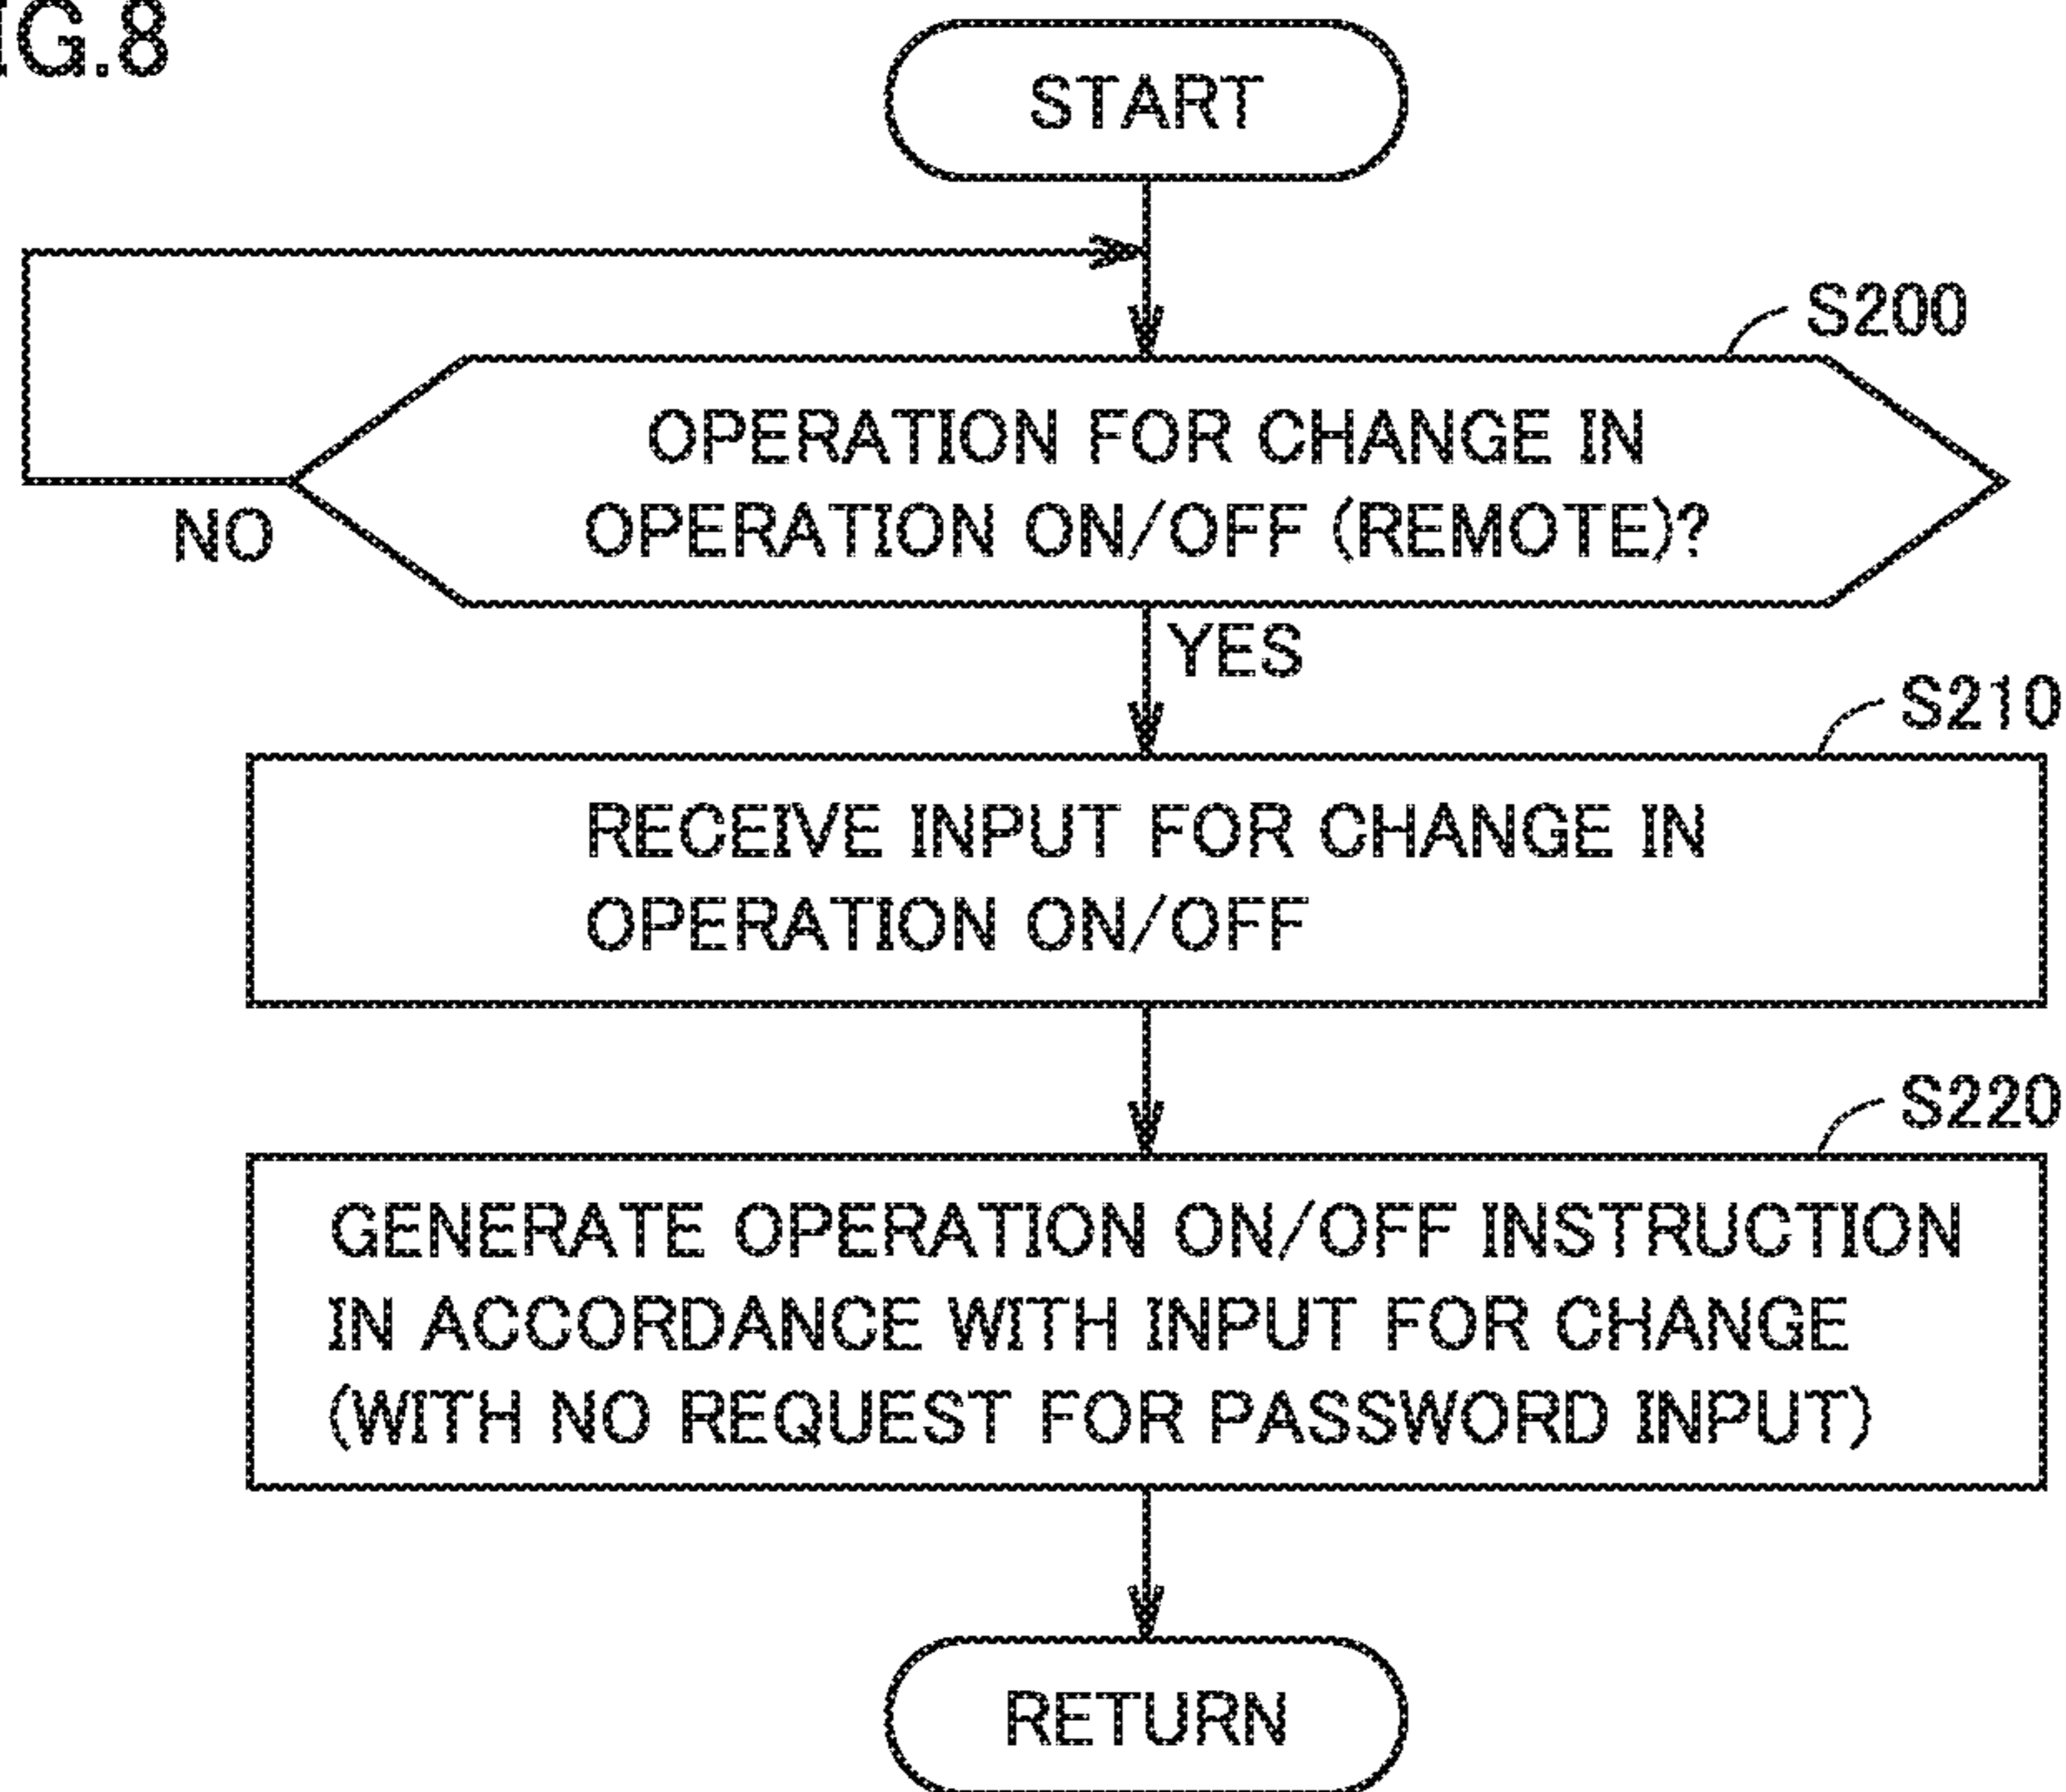 IG.8
START
S200
OPERATION FOR CHANGE IN
OPERATION ON/OFF (REMOTE)?
NO
YES
S210
RECEIVE INPUT FOR CHANGE IN
OPERATION ON/OFF
S220
GENERATE OPERATION ON/OFF INSTRUCTION
IN ACCORDANCE WITH INPUT FOR CHANGE
(WITH NO REQUEST FOR PASSWORD INPUT)
RETURN